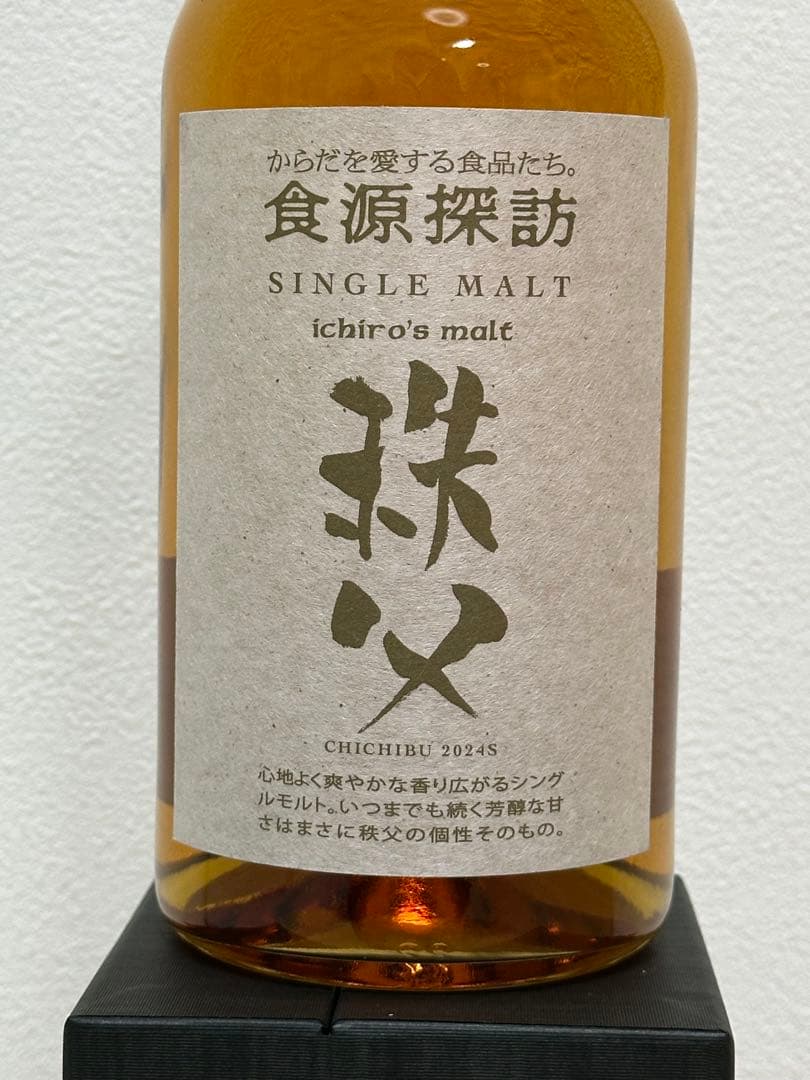 からだを愛する食品たち。
食源探訪
SINGLE MALT
ichiro's malt
秩父
CHICHIBU 2024S
心地よく爽やかな香り広がるシング
ルモルト。いつまでも続く芳醇な甘
さはまさに秩父の個性そのもの。